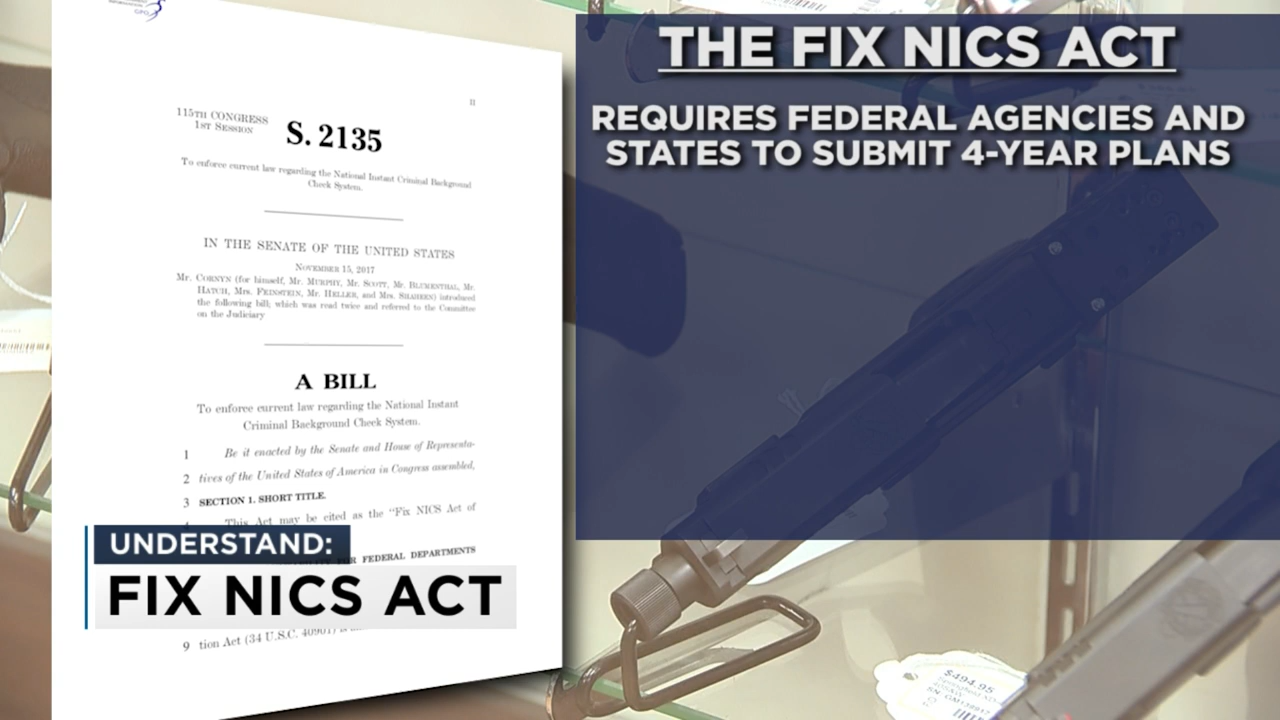 GPO
II
115TH CONGRESS
1ST SESSION
S. 2135
To enforce current law regarding the National Instant Criminal Background
Check System.
IN THE SENATE OF THE UNITED STATES
NOVEMBER 15, 2017
Mr. CORNYN (for himself, Mr. MURPHY, Mr. SCOTT, Mr. BLUMENTHAL, Mr.
HATCH, Mrs. FEINSTEIN, Mr. HELLER, and Mrs. SHAHEEN) introduced
the following bill; which was read twice and referred to the Committee
on the Judiciary
A BILL
To enforce current law regarding the National Instant
Criminal Background Check System.
1 Be it enacted by the Senate and House of Representa-
2 tives of the United States of America in Congress assembled,
3 SECTION 1. SHORT TITLE.
4 This Act may be cited as the "Fix NICS Act of
FOR FEDERAL DEPARTMENTS
9 tion Act (34 U.S.C. 40901)
UNDERSTAND:
FIX NICS ACT
THE FIX NICS ACT
REQUIRES FEDERAL AGENCIES AND
STATES TO SUBMIT 4-YEAR PLANS
$494.95